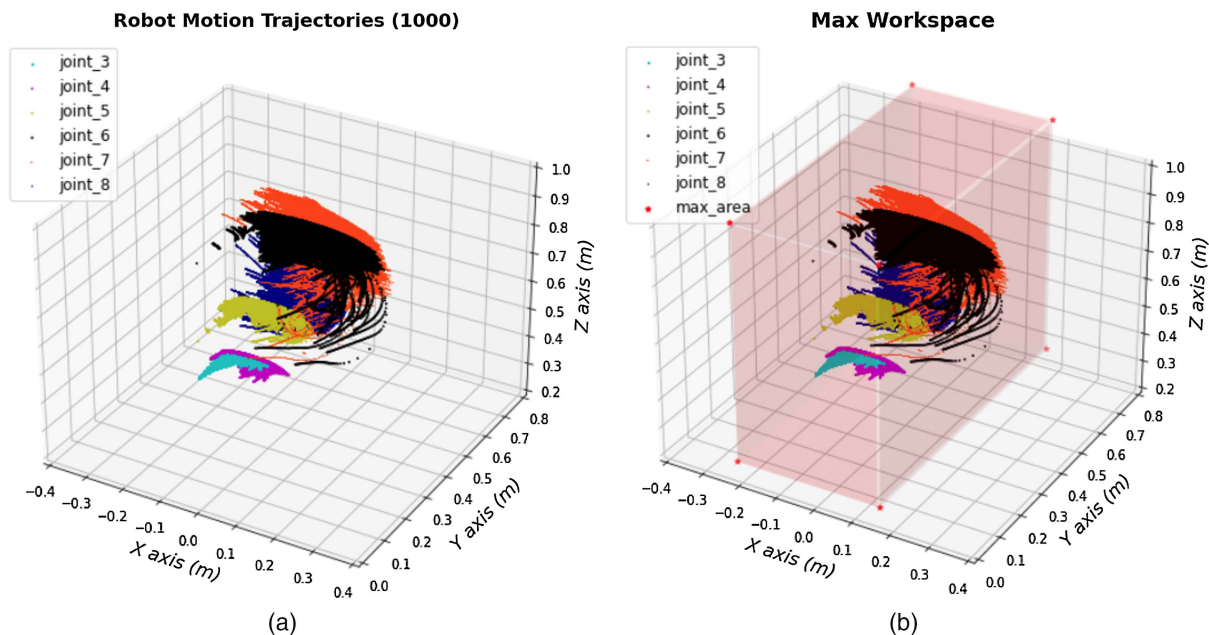 Robot Motion Trajectories (1000)
joint_3
joint_4
joint_5
joint_6
joint_7
joint_8
1.0
0.9
0.8
0.7
0.6
0.5
0.4
0.3
0.2
Z axis (m)
0.8
0.7
0.6
0.5
0.4
0.3
0.2
0.1
0.0
Y axis (m)
−0.4
−0.3
−0.2
−0.1
0.0
0.1
0.2
0.3
0.4
X axis (m)
(a)
Max Workspace
joint_3
joint_4
joint_5
joint_6
joint_7
joint_8
max_area
1.0
0.9
0.8
0.7
0.6
0.5
0.4
0.3
0.2
Z axis (m)
0.8
0.7
0.6
0.5
0.4
0.3
0.2
0.1
0.0
Y axis (m)
−0.4
−0.3
−0.2
−0.1
0.0
0.1
0.2
0.3
0.4
X axis (m)
(b)